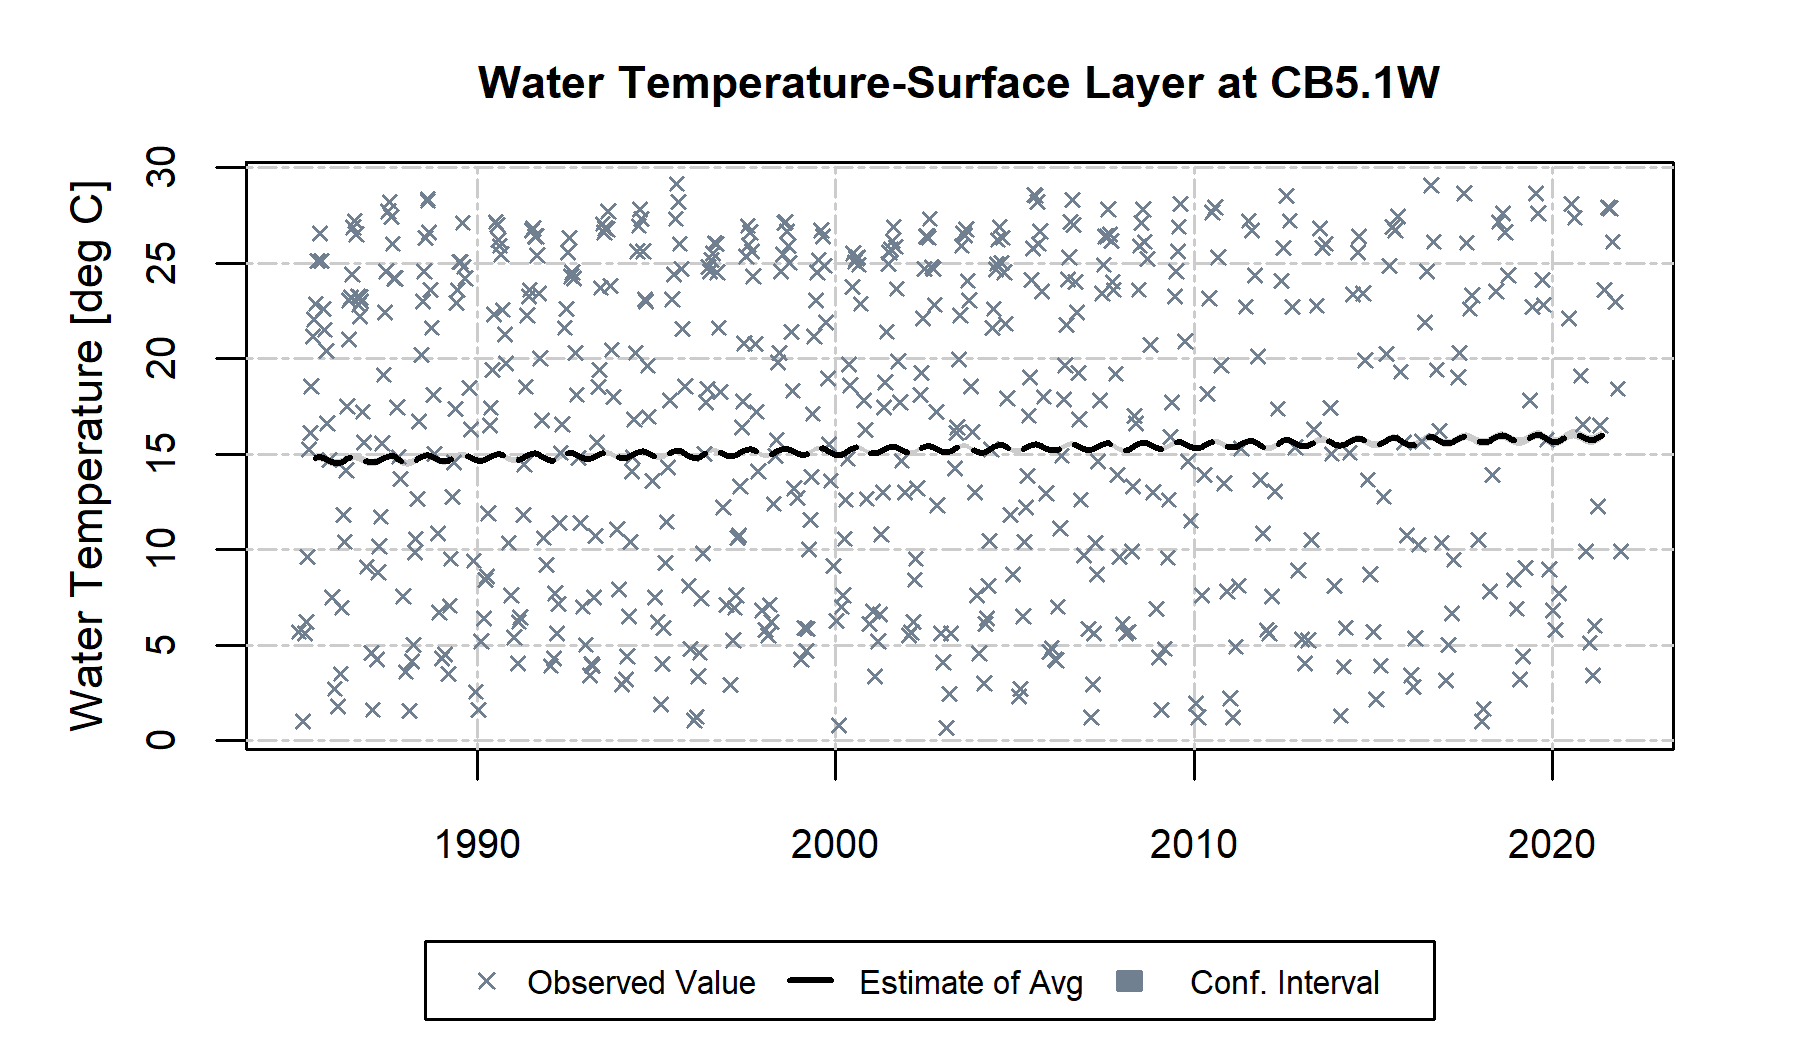 Water Temperature-Surface Layer at CB5.1W
Water Temperature [deg C]
30
25
20
15
10
5
0
1990 2000 2010 2020
Observed Value Estimate of Avg Conf. Interval